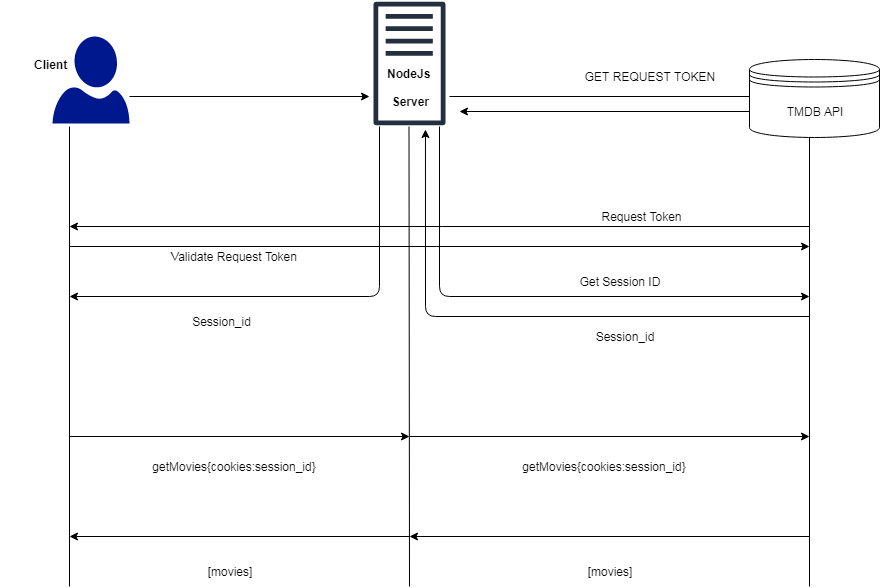 Client
NodeJs
Server
GET REQUEST TOKEN
TMDB API
Request Token
Validate Request Token
Get Session ID
Session_id
Session_id
getMovies{cookies:session_id}
getMovies{cookies:session_id}
[movies]
[movies]